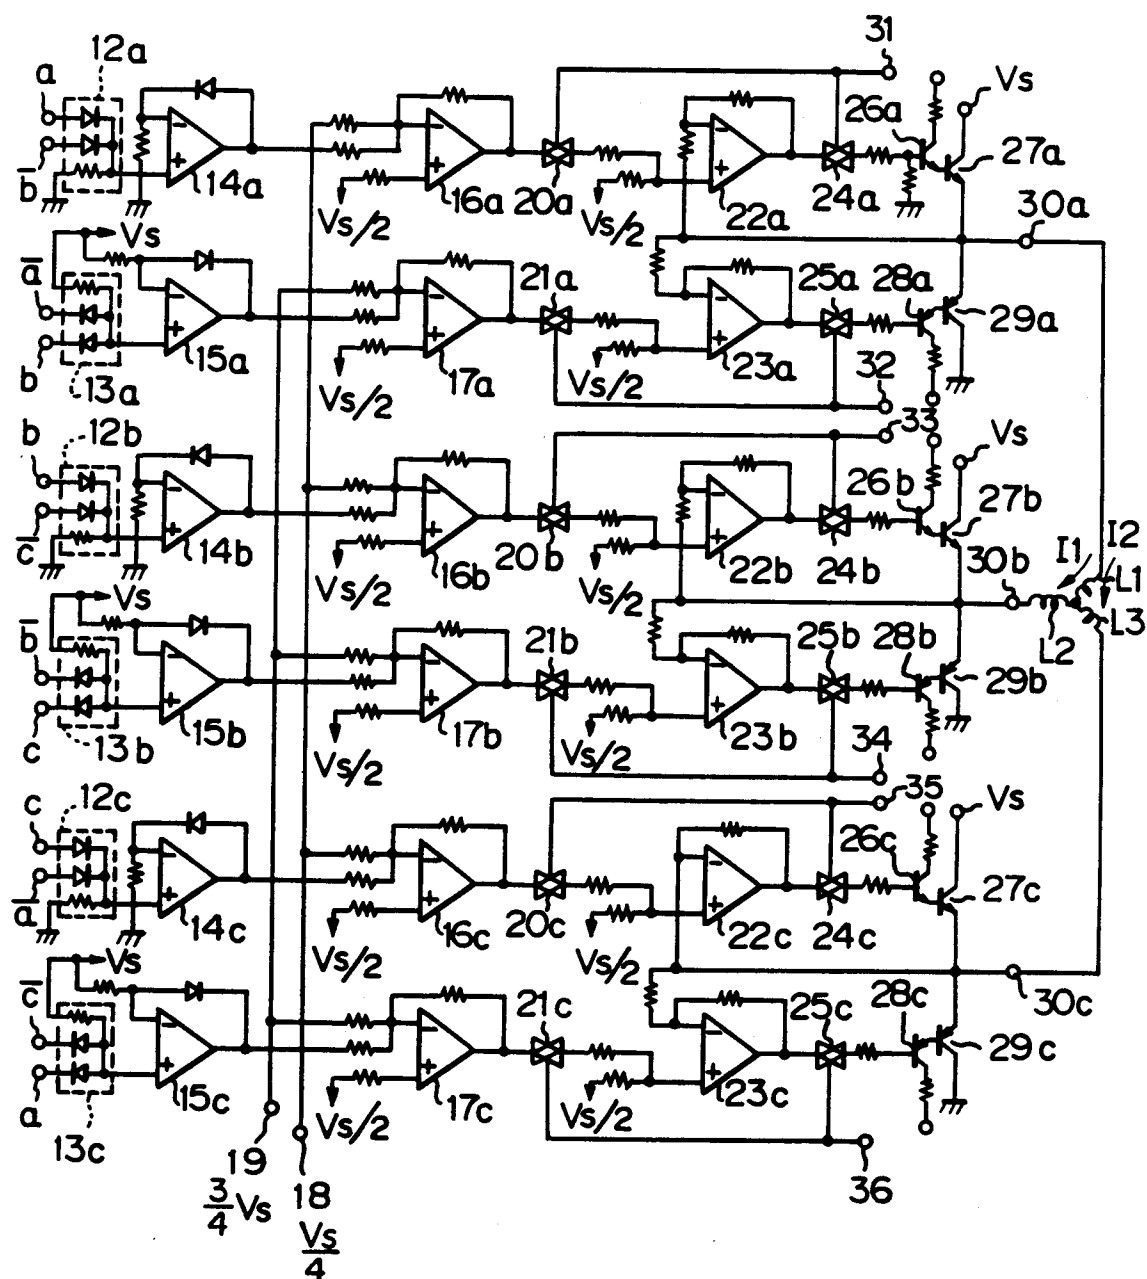 31
12a
a
b̅
14a
Vs/2
16a
20a
Vs/2
22a
26a
24a
Vs
27a
30a
Vs
a̅
b
13a
15a
Vs/2
17a
21a
Vs/2
23a
25a
28a
29a
32
33
b
12b
c̅
14b
Vs/2
16b
20b
Vs/2
22b
26b
24b
Vs
27b
30b
I1
I2
L1
L2
L3
Vs
b̅
c
13b
15b
Vs/2
17b
21b
Vs/2
23b
25b
28b
29b
34
35
c
12c
a̅
14c
Vs/2
16c
20c
Vs/2
22c
26c
24c
Vs
27c
30c
Vs
c̅
a
13c
15c
Vs/2
17c
21c
Vs/2
23c
25c
28c
29c
36
19
3/4 Vs
18
Vs/4